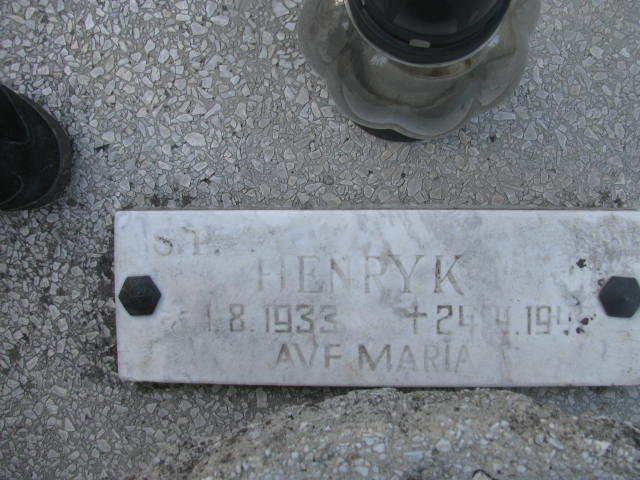 Ś.P.
HENRYK
* 1.8.1933 + 24.4.194
AVE MARIA